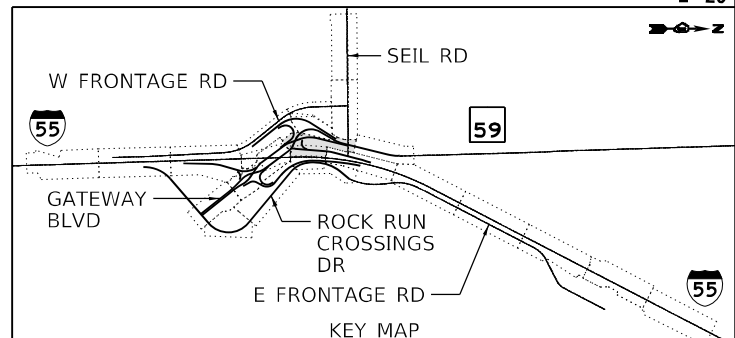 Z
SEIL RD
W FRONTAGE RD
55
59
GATEWAY
BLVD
ROCK RUN
CROSSINGS
DR
E FRONTAGE RD
55
KEY MAP